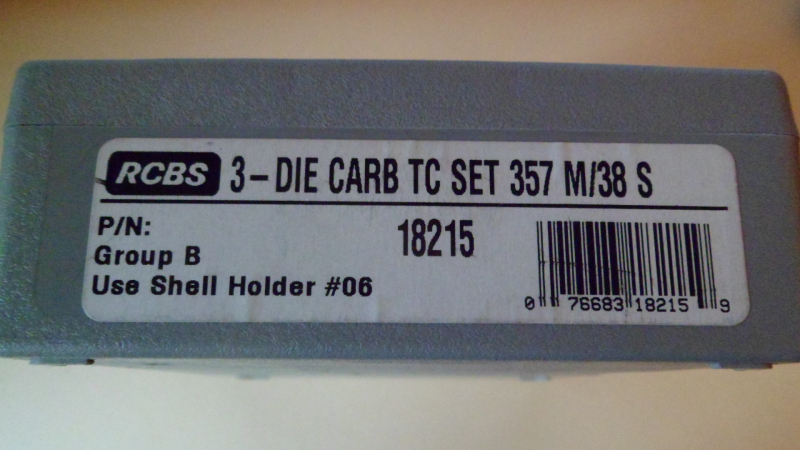 RCBS 3-DIE CARB TC SET 357 M/38 S
P/N: 18215
Group B
Use Shell Holder #06
0 76683 18215 9